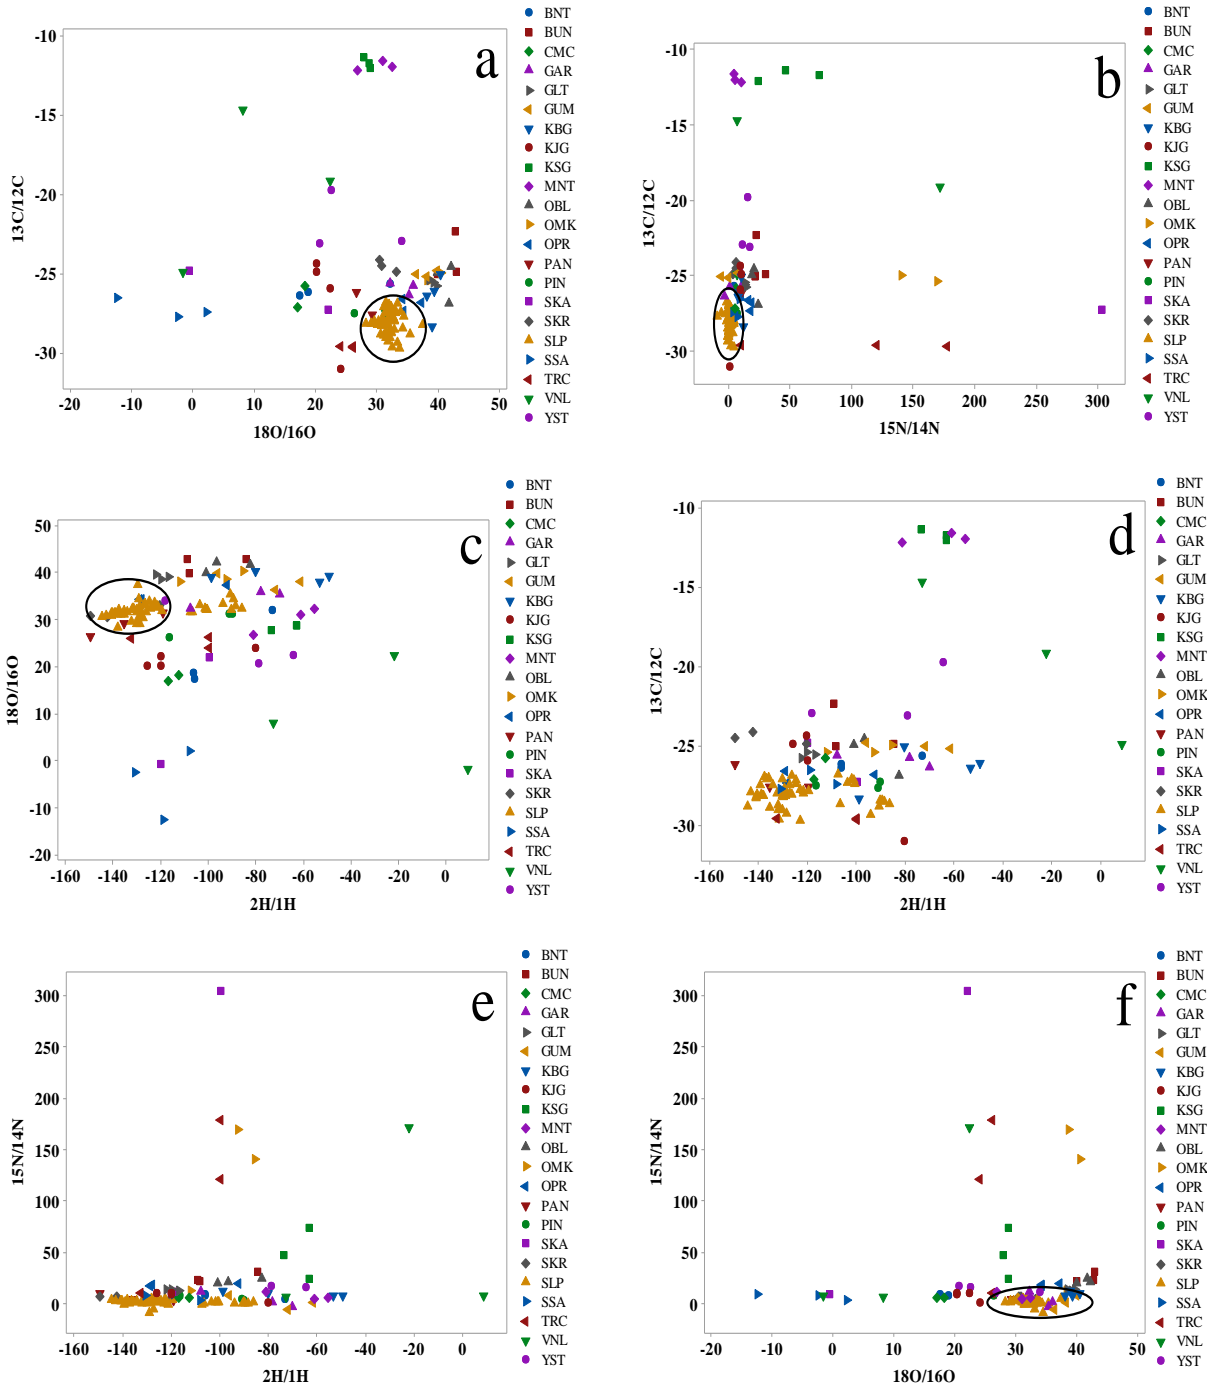 a
-10
-15
-20
-25
-30
13C/12C
-20 -10 0 10 20 30 40 50
18O/16O
BNT
BUN
CMC
GAR
GLT
GUM
KBG
KJG
KSG
MNT
OBL
OMK
OPR
PAN
PIN
SKA
SKR
SLP
SSA
TRC
VNL
YST
b
-10
-15
-20
-25
-30
13C/12C
0 50 100 150 200 250 300
15N/14N
BNT
BUN
CMC
GAR
GLT
GUM
KBG
KJG
KSG
MNT
OBL
OMK
OPR
PAN
PIN
SKA
SKR
SLP
SSA
TRC
VNL
YST
c
50
40
30
20
10
0
-10
-20
18O/16O
-160 -140 -120 -100 -80 -60 -40 -20 0
2H/1H
BNT
BUN
CMC
GAR
GLT
GUM
KBG
KJG
KSG
MNT
OBL
OMK
OPR
PAN
PIN
SKA
SKR
SLP
SSA
TRC
VNL
YST
d
-10
-15
-20
-25
-30
13C/12C
-160 -140 -120 -100 -80 -60 -40 -20 0
2H/1H
BNT
BUN
CMC
GAR
GLT
GUM
KBG
KJG
KSG
MNT
OBL
OMK
OPR
PAN
PIN
SKA
SKR
SLP
SSA
TRC
VNL
YST
e
300
250
200
150
100
50
0
15N/14N
-160 -140 -120 -100 -80 -60 -40 -20 0
2H/1H
BNT
BUN
CMC
GAR
GLT
GUM
KBG
KJG
KSG
MNT
OBL
OMK
OPR
PAN
PIN
SKA
SKR
SLP
SSA
TRC
VNL
YST
f
300
250
200
150
100
50
0
15N/14N
-20 -10 0 10 20 30 40 50
18O/16O
BNT
BUN
CMC
GAR
GLT
GUM
KBG
KJG
KSG
MNT
OBL
OMK
OPR
PAN
PIN
SKA
SKR
SLP
SSA
TRC
VNL
YST